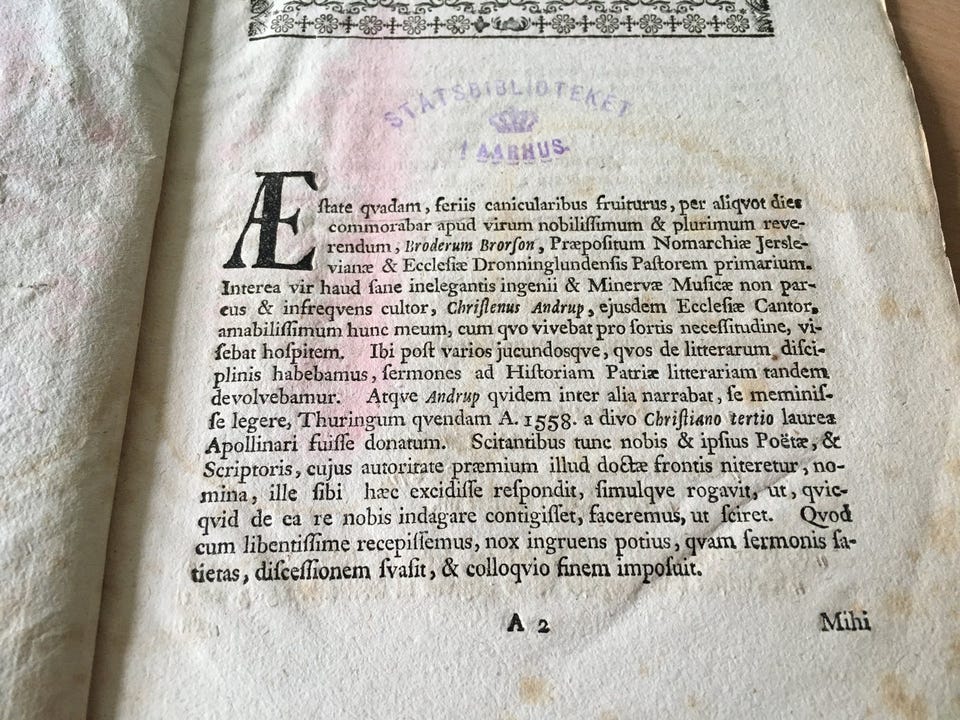 STATSBIBLIOTEKET
I AARHUS.
Æſtate qvadam, feriis canicularibus fruiturus, per aliqvot dies
commorabar apud virum nobiliſſimum & plurimum reve-
rendum, Broderum Brorſon, Præpoſitum Nomarchiæ Jersle-
vianæ & Eccleſiæ Dronninglundenſis Paſtorem primarium.
Interea vir haud ſane inelegantis ingenii & Minervæ Muſicæ non par-
cus & infreqvens cultor, Chriſtenus Andrup, ejusdem Eccleſiæ Cantor,
amabiliſſimum hunc meum, cum qvo vivebat pro ſortis neceſſitudine, vi-
ſebat hoſpitem. Ibi poſt varios jucundosqve, qvos de litterarum diſci-
plinis habebamus, ſermones ad Hiſtoriam Patriæ litterariam tandem
devolvebamur. Atqve Andrup qvidem inter alia narrabat, ſe meminiſ-
ſe legere, Thuringum qvendam A. 1558. a divo Chriſtiano tertio laurea
Apollinari fuiſſe donatum. Scitantibus tunc nobis & ipſius Poëtæ, &
Scriptoris, cujus autoritate præmium illud doctæ frontis niteretur, no-
mina, ille ſibi hæc excidiſſe reſpondit, ſimulqve rogavit, ut, qvic-
qvid de ea re nobis indagare contigiſſet, faceremus, ut ſciret. Qvod
cum libentiſſime recepiſſemus, nox ingruens potius, qvam ſermonis ſa-
tietas, diſceſſionem ſvaſit, & colloqvio finem impoſuit.
A 2
Mihi